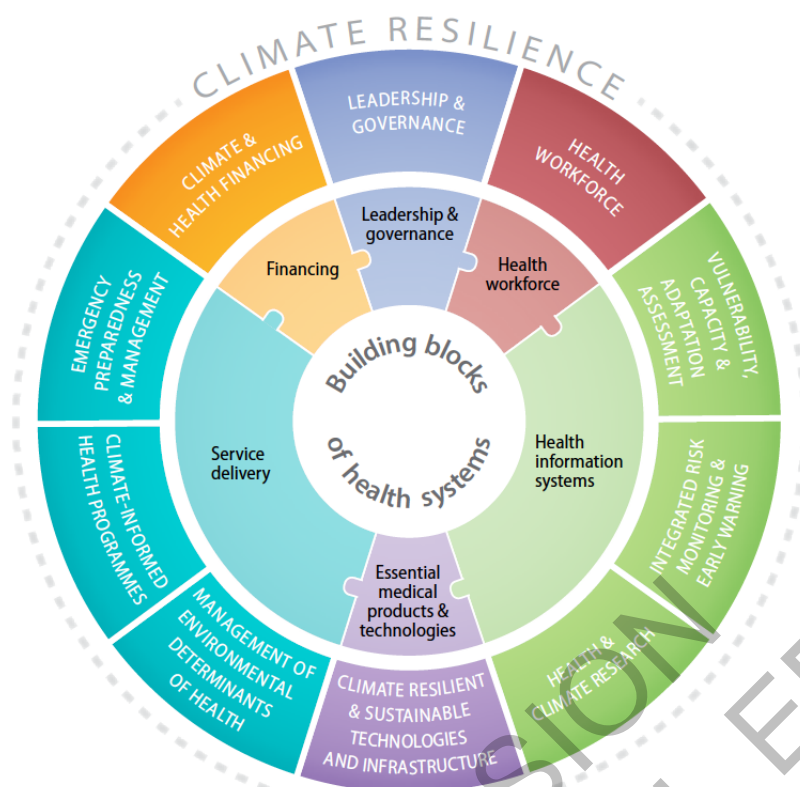 CLIMATE RESILIENCE
LEADERSHIP &
GOVERNANCE
HEALTH
WORKFORCE
VULNERABILITY,
CAPACITY &
ADAPTATION
ASSESSMENT
INTEGRATED RISK
MONITORING &
EARLY WARNING
HEALTH &
CLIMATE RESEARCH
CLIMATE RESILIENT
& SUSTAINABLE
TECHNOLOGIES
AND INFRASTRUCTURE
MANAGEMENT OF
ENVIRONMENTAL
DETERMINANTS
OF HEALTH
CLIMATE-INFORMED
HEALTH PROGRAMMES
EMERGENCY
PREPAREDNESS
& MANAGEMENT
CLIMATE &
HEALTH FINANCING
Leadership &
governance
Health
workforce
Health
information
systems
Essential
medical
products &
technologies
Service
delivery
Financing
Building blocks
of health systems